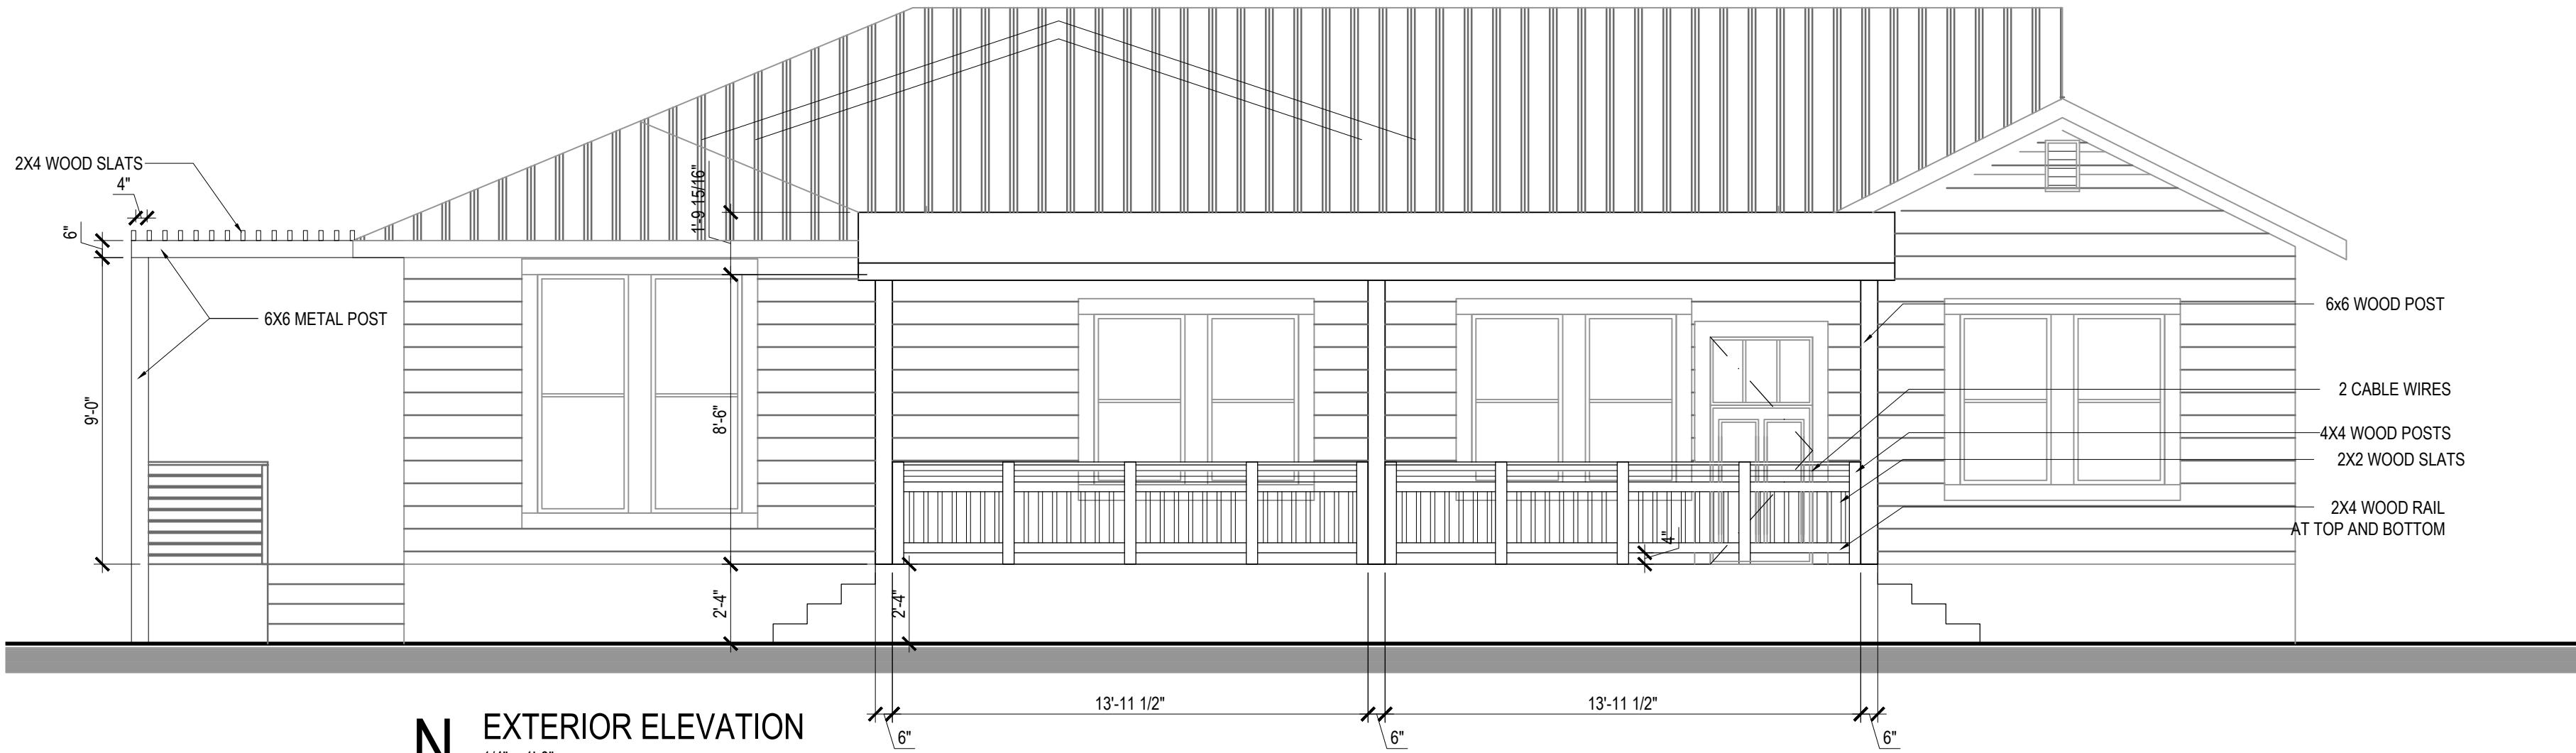 2X4 WOOD SLATS
4"
6"
1'-9 15/16"
6X6 METAL POST
6x6 WOOD POST
9'-0"
8'-6"
2 CABLE WIRES
4X4 WOOD POSTS
2X2 WOOD SLATS
2X4 WOOD RAIL
AT TOP AND BOTTOM
4"
2'-4"
2'-4"
13'-11 1/2"
13'-11 1/2"
6"
6"
6"
N
EXTERIOR ELEVATION